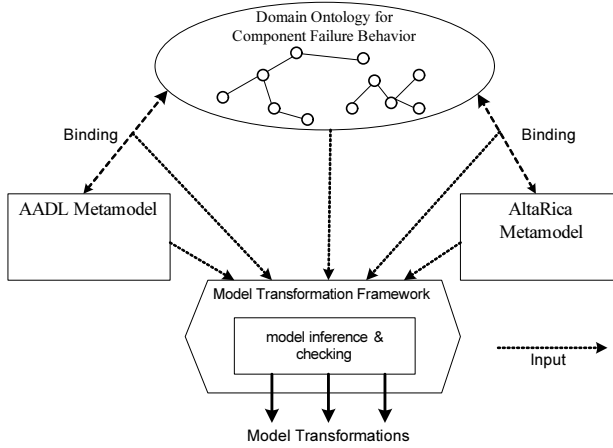 Domain Ontology for
Component Failure Behavior
Binding
Binding
AADL Metamodel
AltaRica
Metamodel
Model Transformation Framework
model inference &
checking
Input
Model Transformations